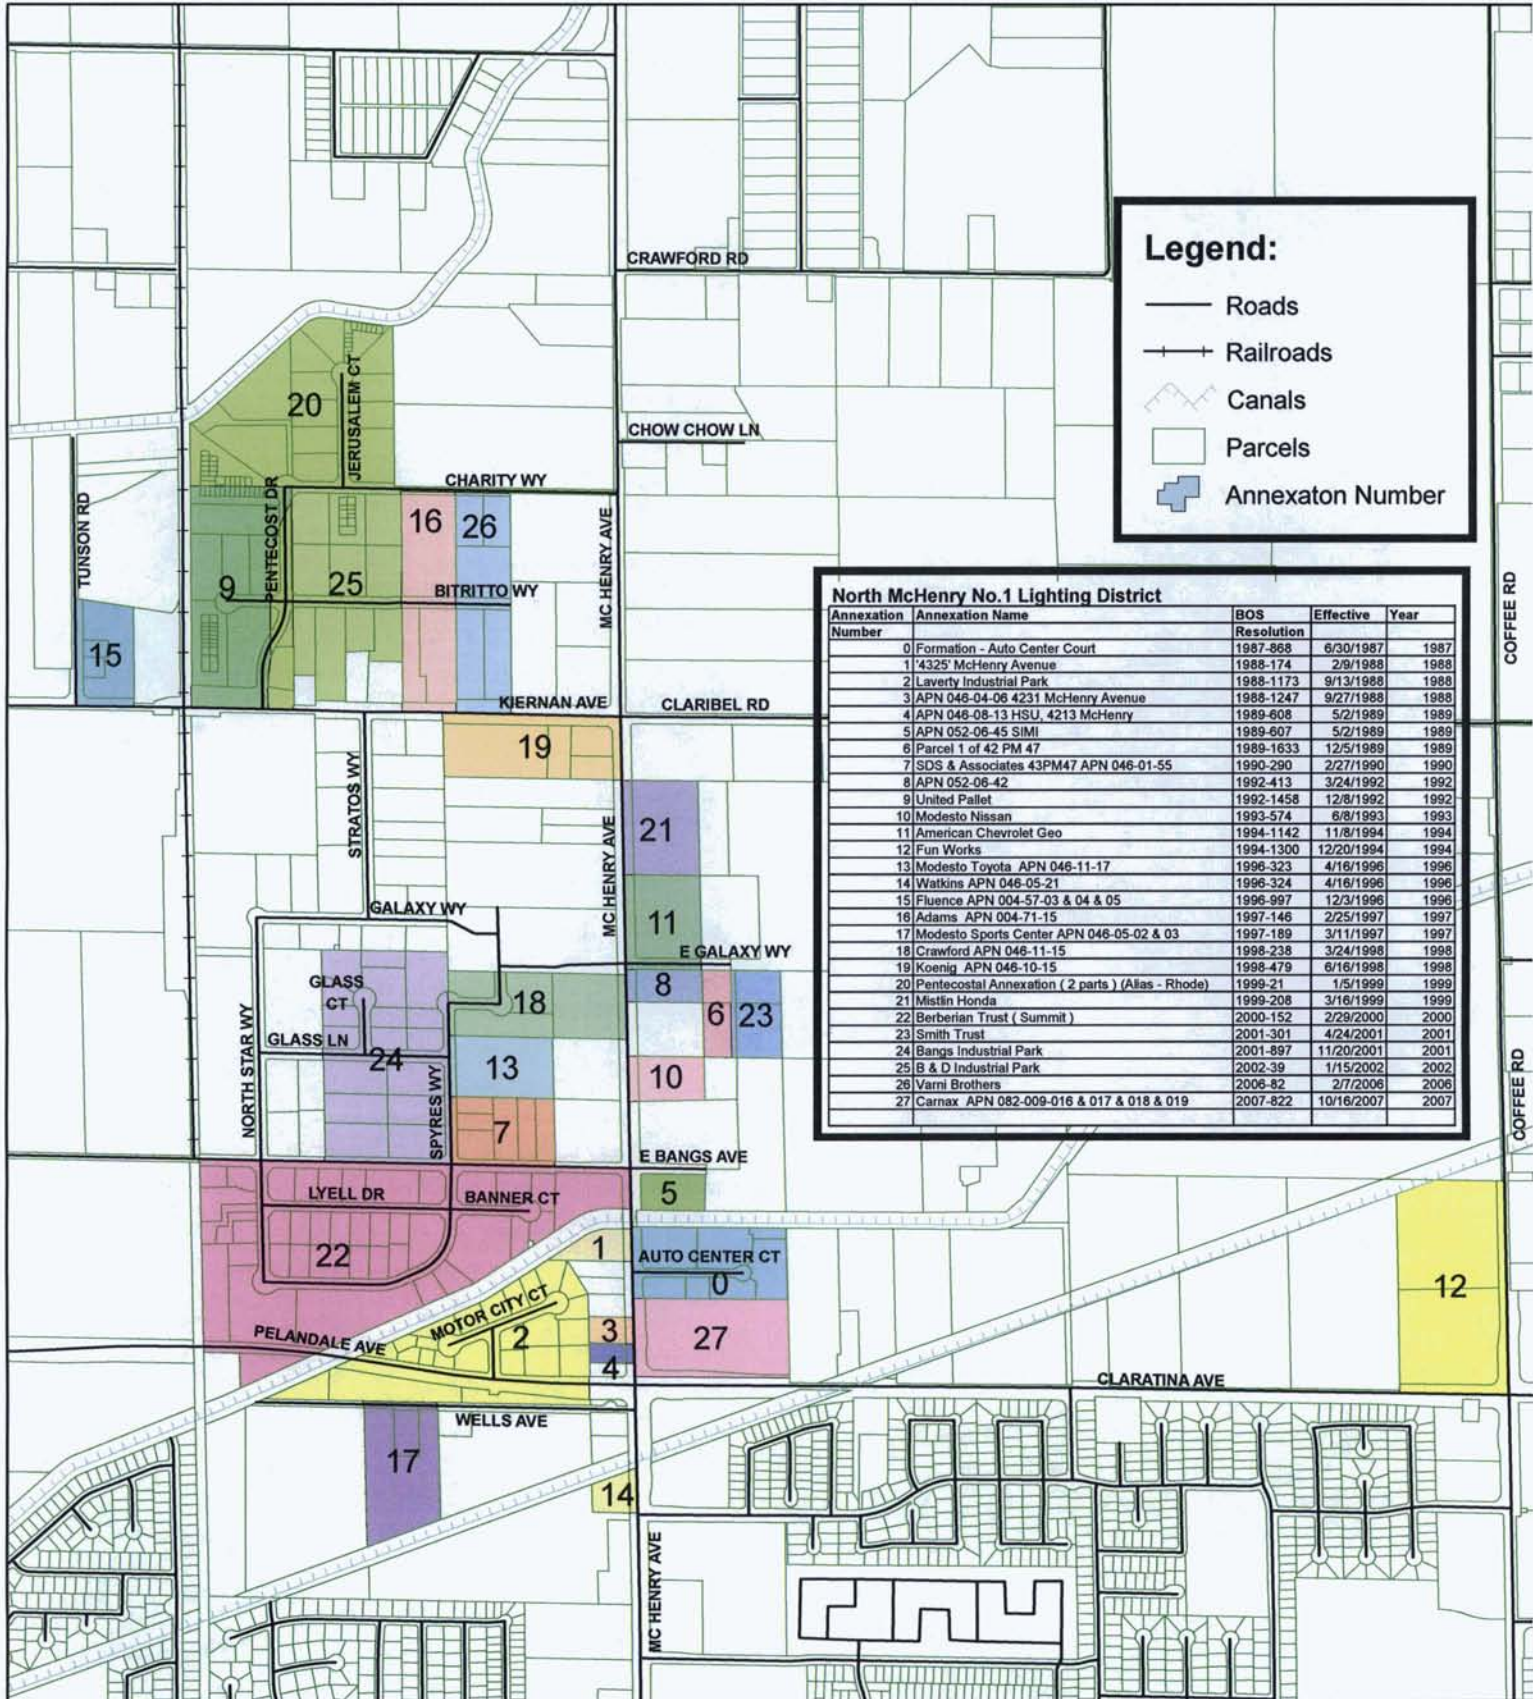 CRAWFORD RD
Legend:
Roads
Railroads
Canals
Parcels
Annexaton Number
20
JERUSALEM CT
CHOW CHOW LN
CHARITY WY
TUNSON RD
PENTECOST DR
16
26
MC HENRY AVE
9
25
BITRITTO WY
15
COFFEE RD
KIERNAN AVE
CLARIBEL RD
North McHenry No.1 Lighting District
Annexation Annexation Name BOS Effective Year
Number Resolution
0 Formation - Auto Center Court 1987-868 6/30/1987 1987
1 '4325' McHenry Avenue 1988-174 2/9/1988 1988
2 Laverty Industrial Park 1988-1173 9/13/1988 1988
3 APN 046-04-06 4231 McHenry Avenue 1988-1247 9/27/1988 1988
4 APN 046-08-13 HSU, 4213 McHenry 1989-608 5/2/1989 1989
5 APN 052-06-45 SIMI 1989-607 5/2/1989 1989
6 Parcel 1 of 42 PM 47 1989-1633 12/5/1989 1989
7 SDS & Associates 43PM47 APN 046-01-55 1990-290 2/27/1990 1990
8 APN 052-06-42 1992-413 3/24/1992 1992
9 United Pallet 1992-1458 12/8/1992 1992
10 Modesto Nissan 1993-574 6/8/1993 1993
11 American Chevrolet Geo 1994-1142 11/8/1994 1994
12 Fun Works 1994-1300 12/20/1994 1994
13 Modesto Toyota APN 046-11-17 1996-323 4/16/1996 1996
14 Watkins APN 046-05-21 1996-324 4/16/1996 1996
15 Fluence APN 004-57-03 & 04 & 05 1996-997 12/3/1996 1996
16 Adams APN 004-71-15 1997-146 2/25/1997 1997
17 Modesto Sports Center APN 046-05-02 & 03 1997-189 3/11/1997 1997
18 Crawford APN 046-11-15 1998-238 3/24/1998 1998
19 Koenig APN 046-10-15 1998-479 6/16/1998 1998
20 Pentecostal Annexation ( 2 parts ) (Alias - Rhode) 1999-21 1/5/1999 1999
21 Mistlin Honda 1999-208 3/16/1999 1999
22 Berberian Trust ( Summit ) 2000-152 2/29/2000 2000
23 Smith Trust 2001-301 4/24/2001 2001
24 Bangs Industrial Park 2001-897 11/20/2001 2001
25 B & D Industrial Park 2002-39 1/15/2002 2002
26 Varni Brothers 2006-82 2/7/2006 2006
27 Carnax APN 082-009-016 & 017 & 018 & 019 2007-822 10/16/2007 2007
19
STRATOS WY
MC HENRY AVE
21
GALAXY WY
11
E GALAXY WY
GLASS
CT
18
8
6
23
NORTH STAR WY
GLASS LN
24
SPYRES WY
13
10
COFFEE RD
7
E BANGS AVE
LYELL DR
BANNER CT
5
22
1
AUTO CENTER CT
0
12
MOTOR CITY CT
PELANDALE AVE
2
3
27
4
CLARATINA AVE
WELLS AVE
17
14
MC HENRY AVE